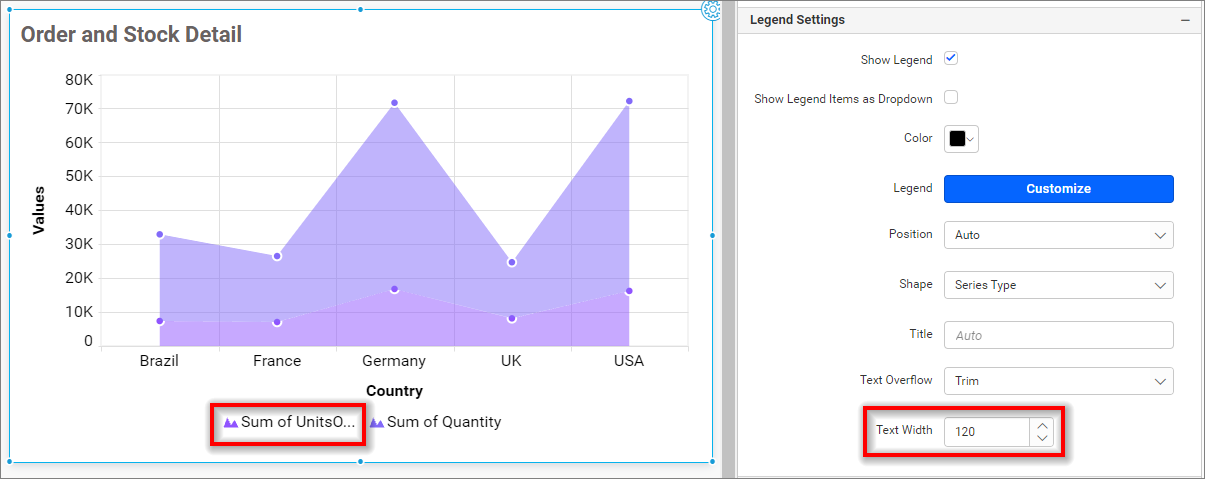 Order and Stock Detail
80K
70K
60K
50K
40K
30K
20K
10K
0
Values
Brazil France Germany UK USA
Country
Sum of UnitsO... Sum of Quantity
Legend Settings
Show Legend
Show Legend Items as Dropdown
Color
Legend Customize
Position Auto
Shape Series Type
Title Auto
Text Overflow Trim
Text Width 120